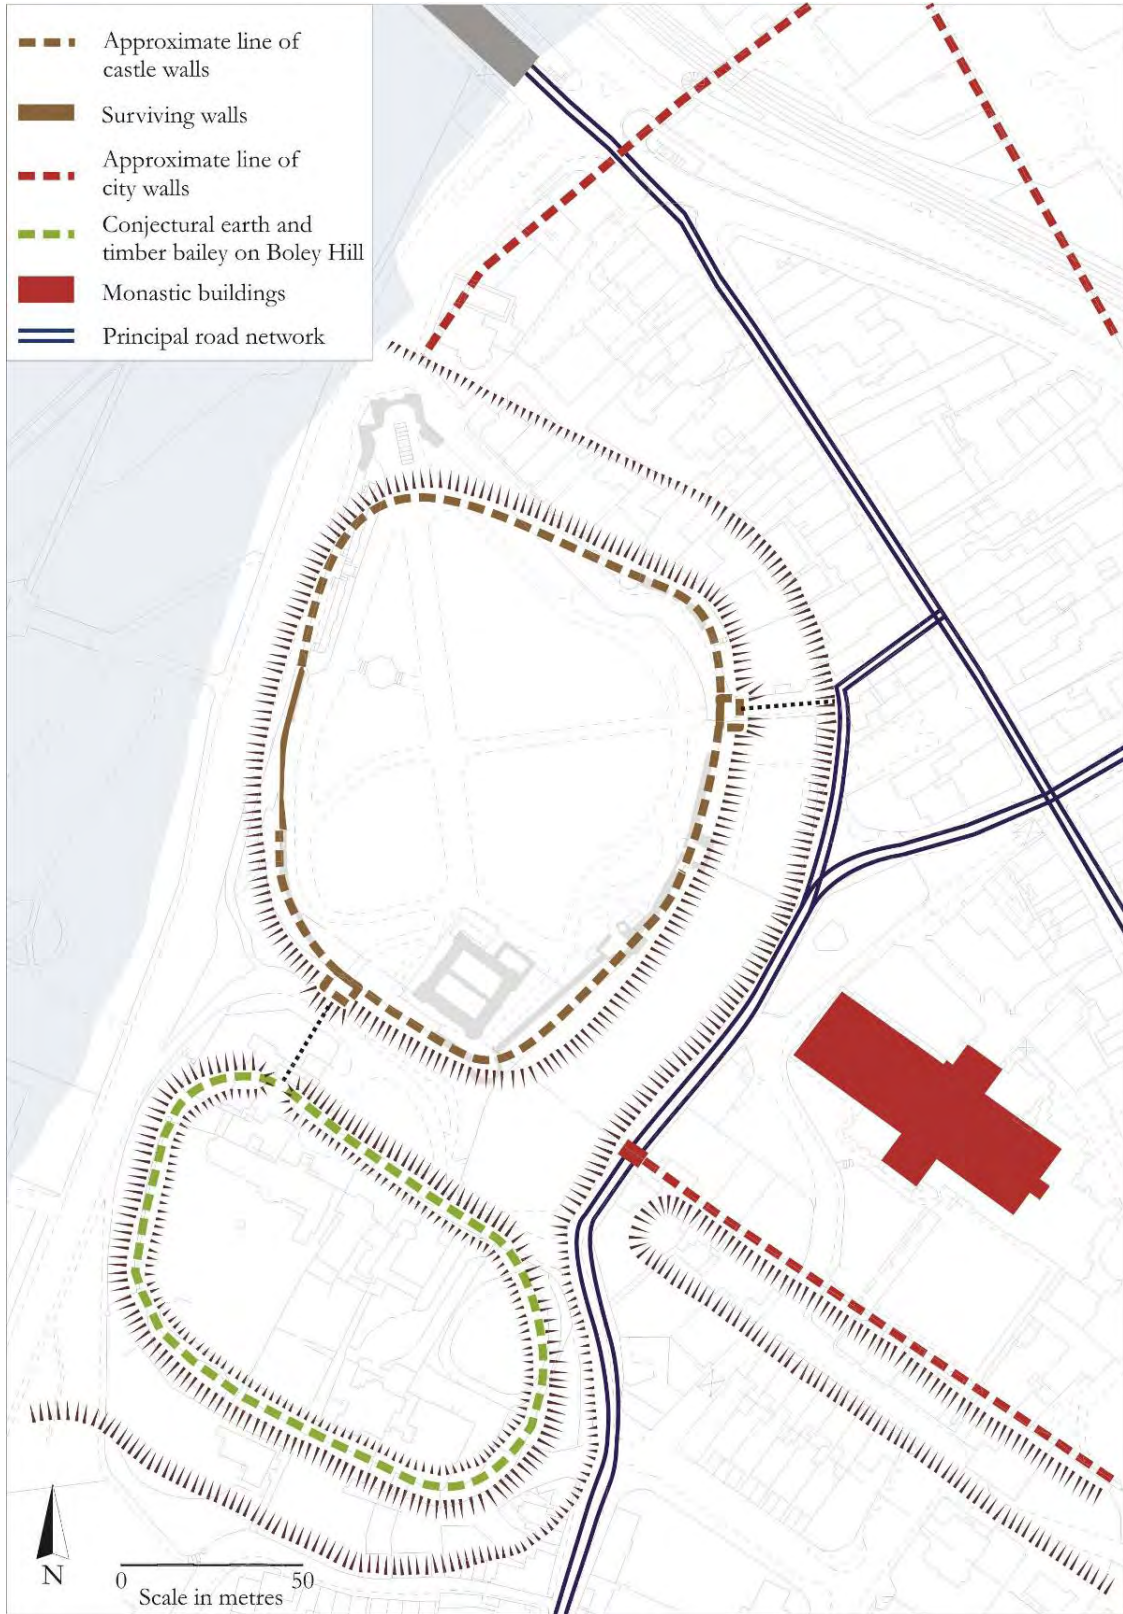 Approximate line of
castle walls
Surviving walls
Approximate line of
city walls
Conjectural earth and
timber bailey on Boley Hill
Monastic buildings
Principal road network
N
0 50
Scale in metres